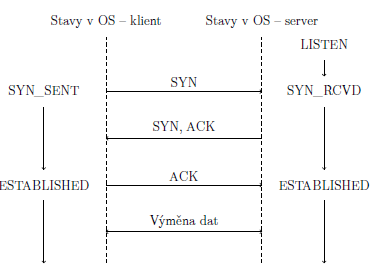 Stavy v OS – klient Stavy v OS – server
LISTEN
SYN_SENT SYN SYN_RCVD
SYN, ACK
ESTABLISHED ACK ESTABLISHED
Výměna dat